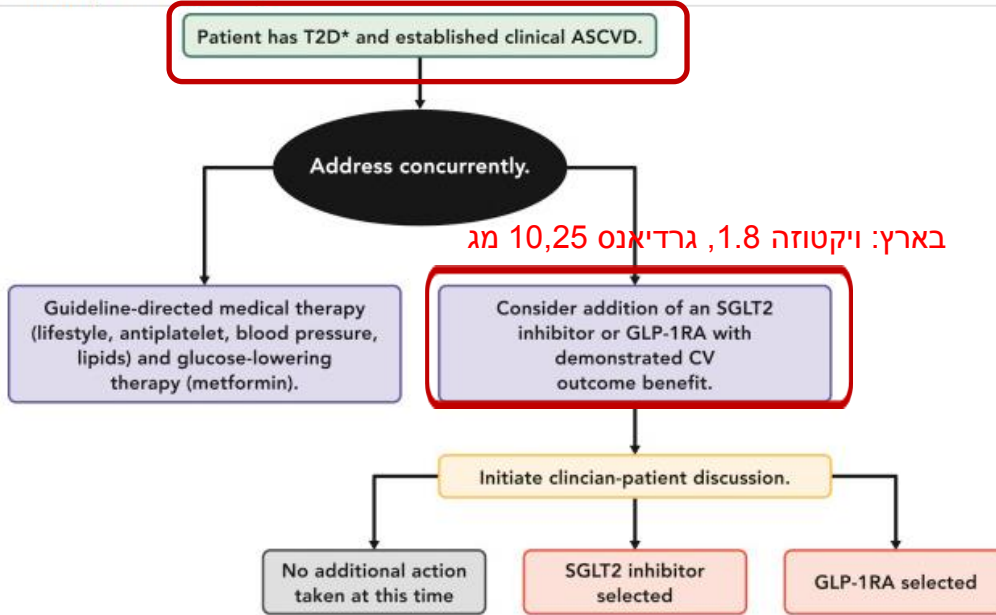 Patient has T2D* and established clinical ASCVD.
Address concurrently.
בארץ: ויקטוזה 1.8, גרדיאנס 10,25 מג
Guideline-directed medical therapy
(lifestyle, antiplatelet, blood pressure,
lipids) and glucose-lowering
therapy (metformin).
Consider addition of an SGLT2
inhibitor or GLP-1RA with
demonstrated CV
outcome benefit.
Initiate clincian-patient discussion.
No additional action
taken at this time
SGLT2 inhibitor
selected
GLP-1RA selected